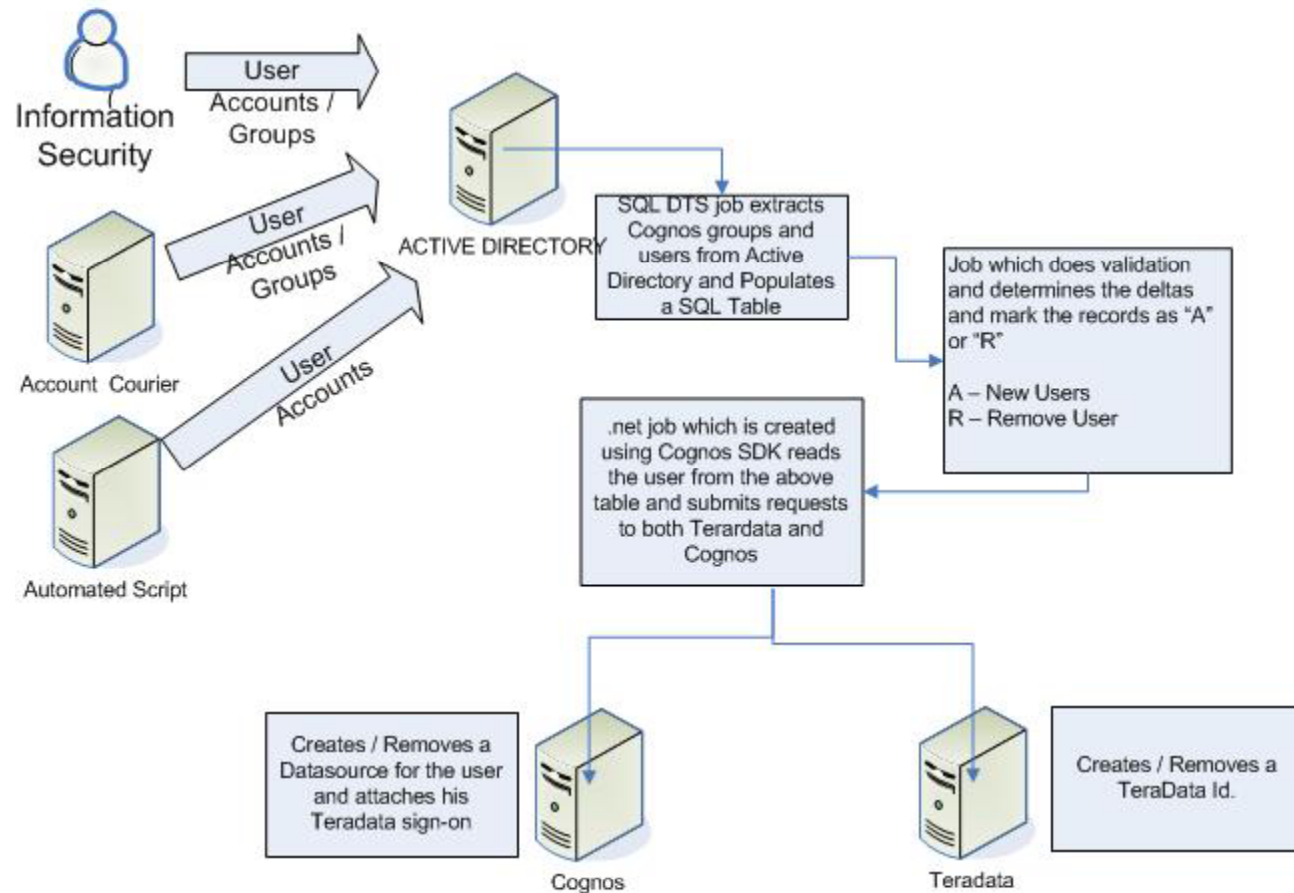 Information
Security
User
Accounts /
Groups
User
Accounts /
Groups
User
Accounts
Account Courier
Automated Script
ACTIVE DIRECTORY
SQL DTS job extracts
Cognos groups and
users from Active
Directory and Populates
a SQL Table
Job which does validation
and determines the deltas
and mark the records as “A”
or “R”
A – New Users
R – Remove User
.net job which is created
using Cognos SDK reads
the user from the above
table and submits requests
to both Terardata and
Cognos
Creates / Removes a
Datasource for the user
and attaches his
Teradata sign-on
Cognos
Teradata
Creates / Removes a
TeraData Id.